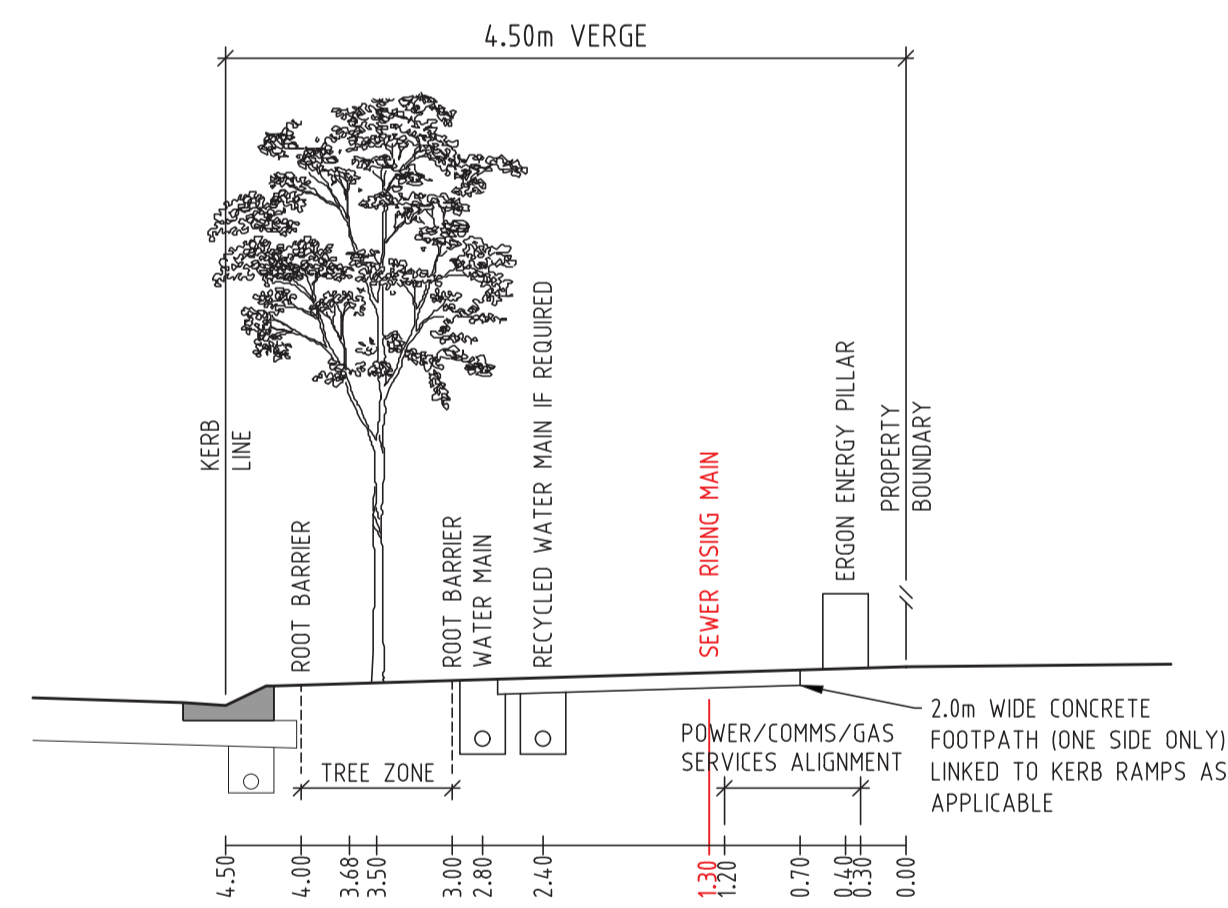 4.50m VERGE
KERB
LINE
ROOT BARRIER
ROOT BARRIER
WATER MAIN
RECYCLED WATER MAIN IF REQUIRED
SEWER RISING MAIN
ERGON ENERGY PILLAR
PROPERTY
BOUNDARY
2.0m WIDE CONCRETE
FOOTPATH (ONE SIDE ONLY)
LINKED TO KERB RAMPS AS
APPLICABLE
POWER/COMMS/GAS
SERVICES ALIGNMENT
TREE ZONE
4.50
4.00
3.68
3.50
3.00
2.80
2.40
1.30
1.20
0.70
0.40
0.30
0.00